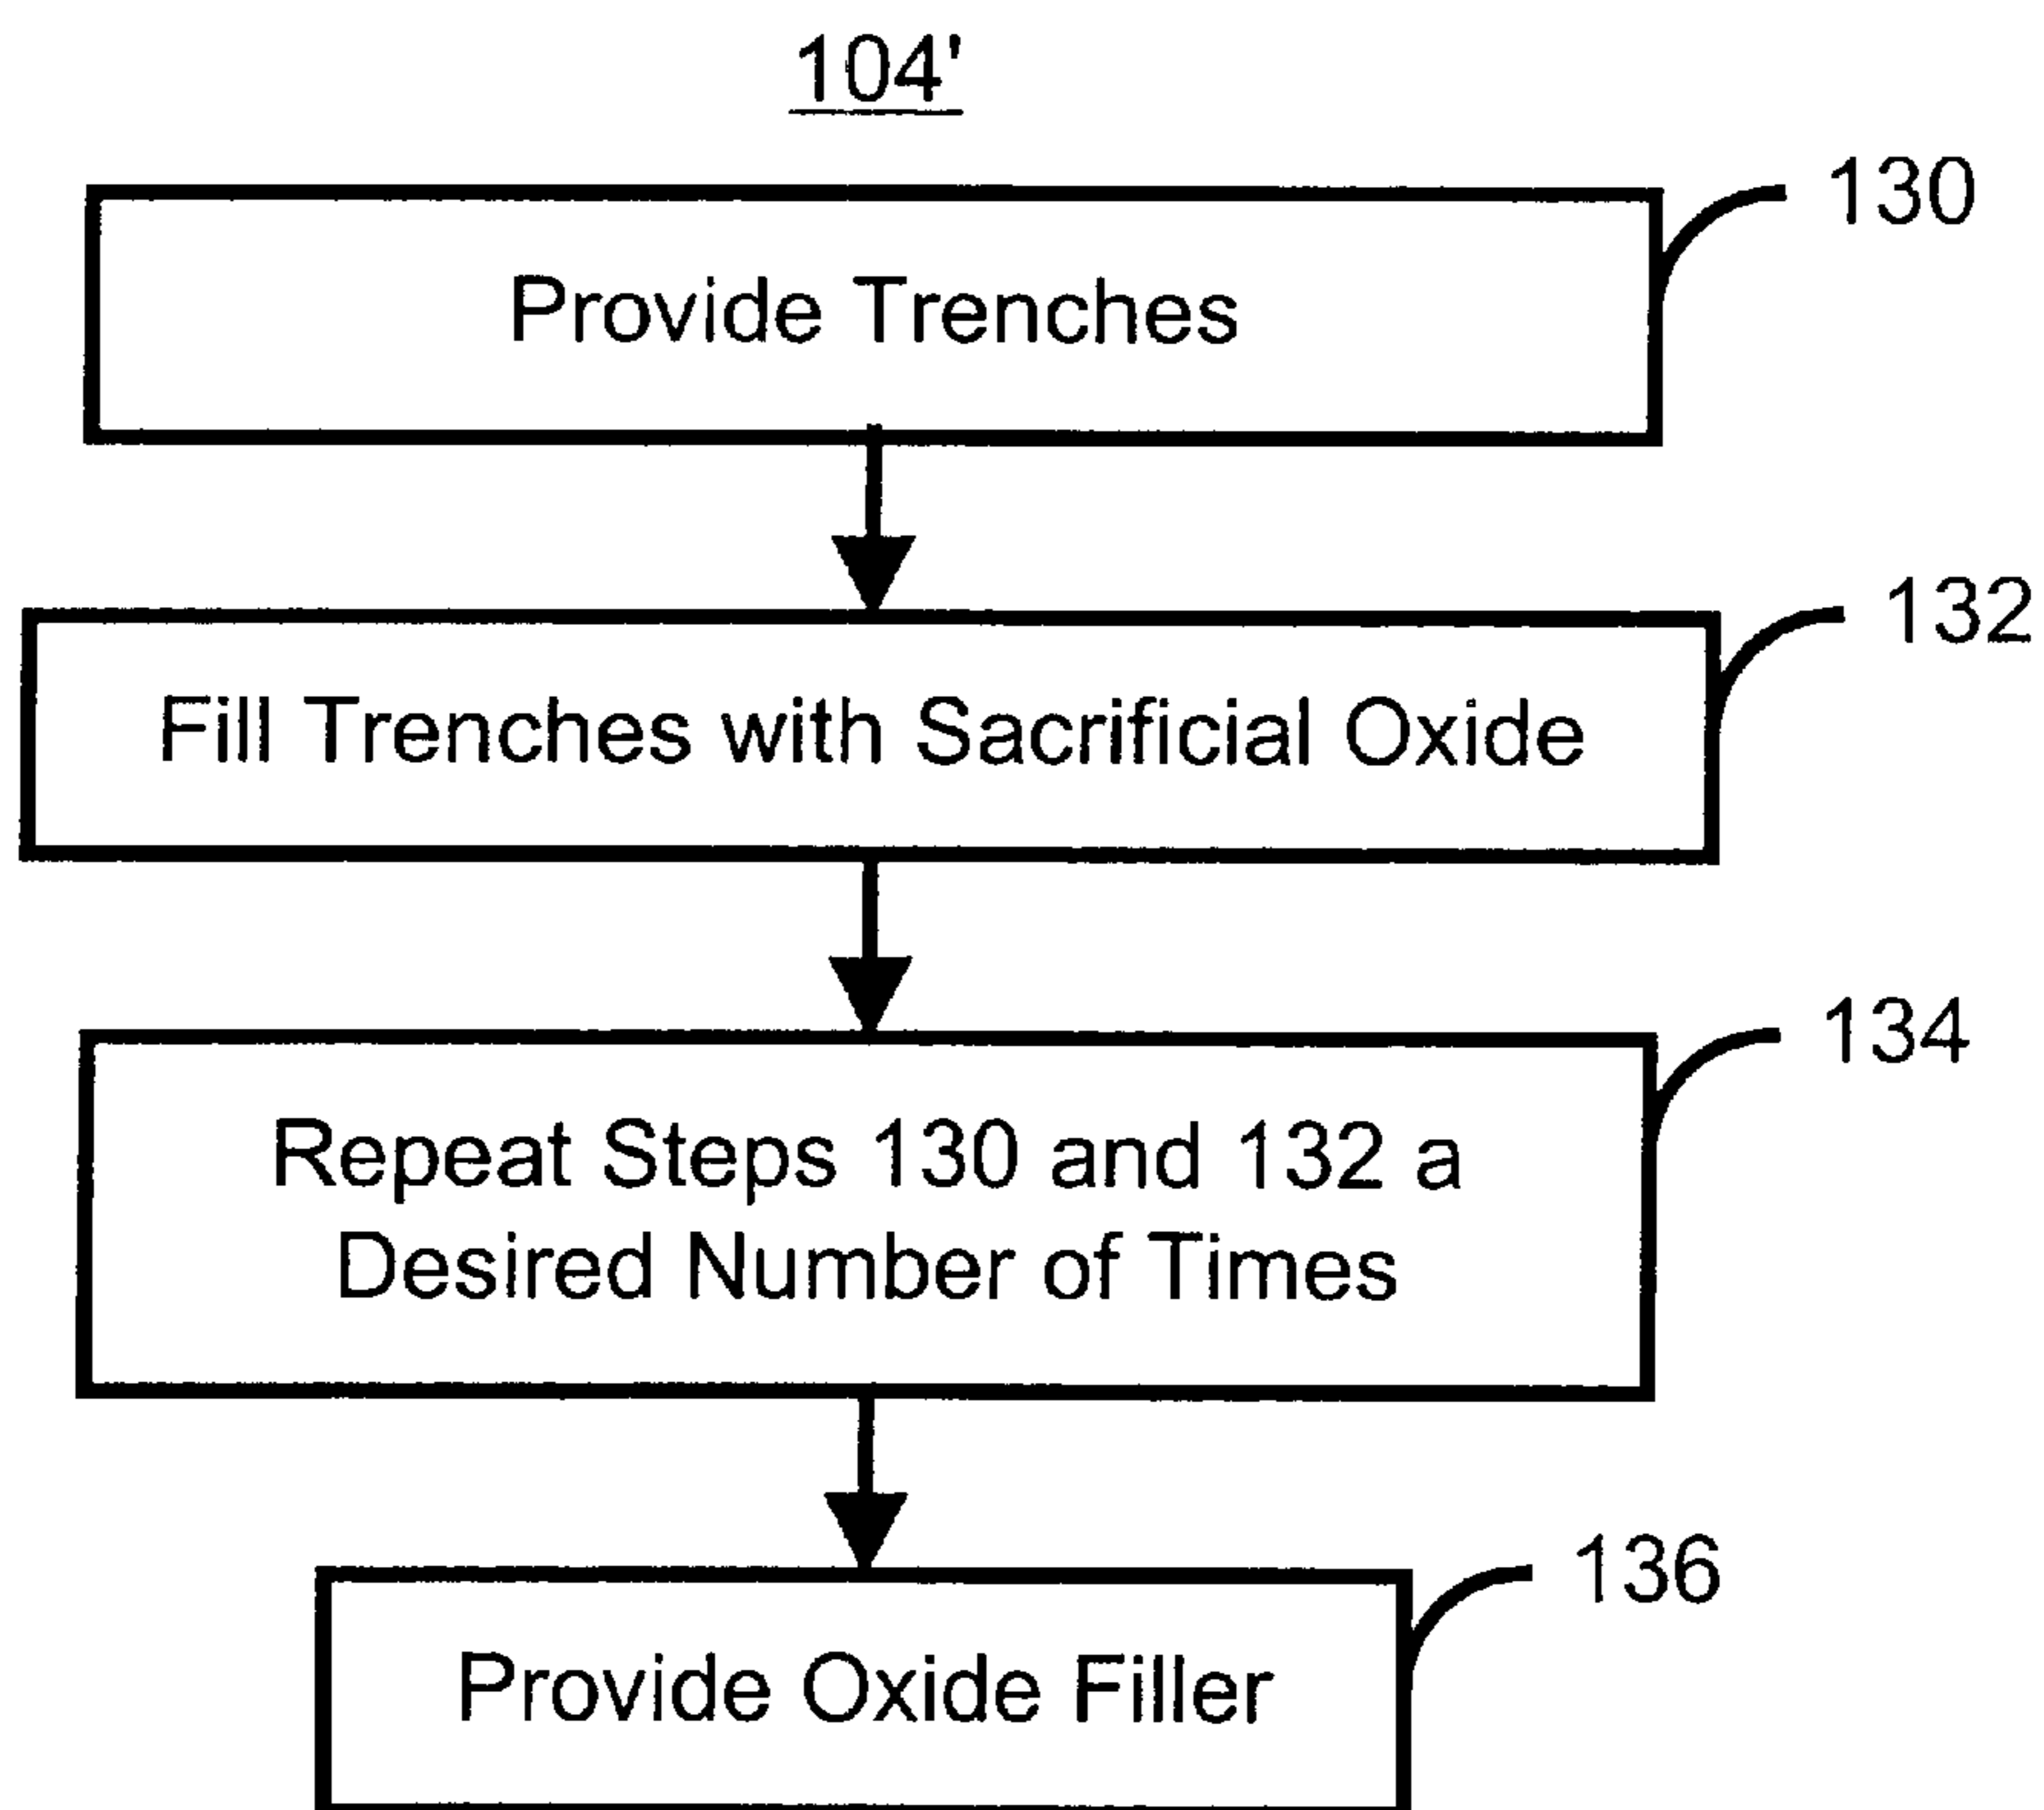 104'
130
Provide Trenches
132
Fill Trenches with Sacrificial Oxide
134
Repeat Steps 130 and 132 a
Desired Number of Times
136
Provide Oxide Filler